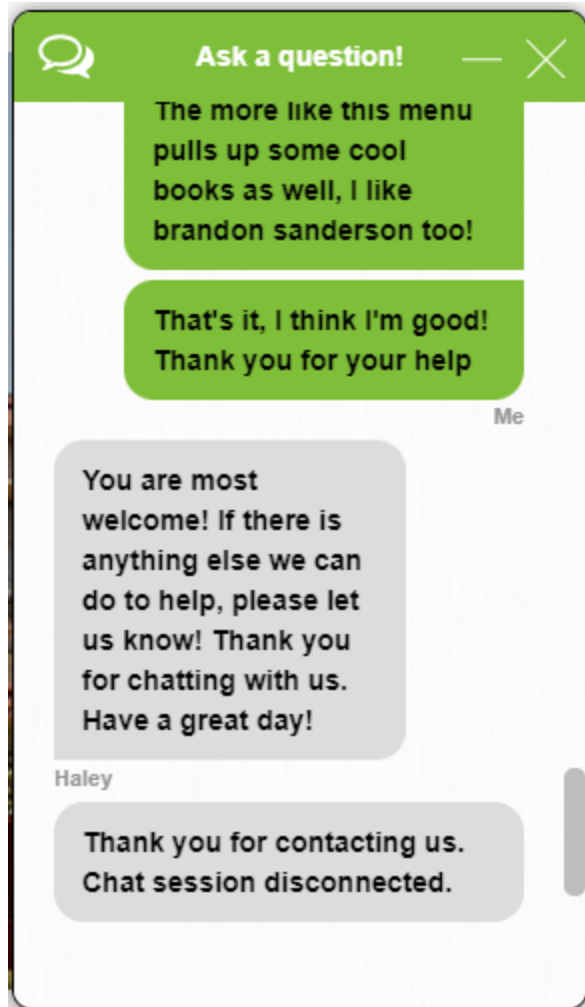 Ask a question!
The more like this menu
pulls up some cool
books as well, I like
brandon sanderson too!
That's it, I think I'm good!
Thank you for your help
Me
You are most
welcome! If there is
anything else we can
do to help, please let
us know! Thank you
for chatting with us.
Have a great day!
Haley
Thank you for contacting us.
Chat session disconnected.